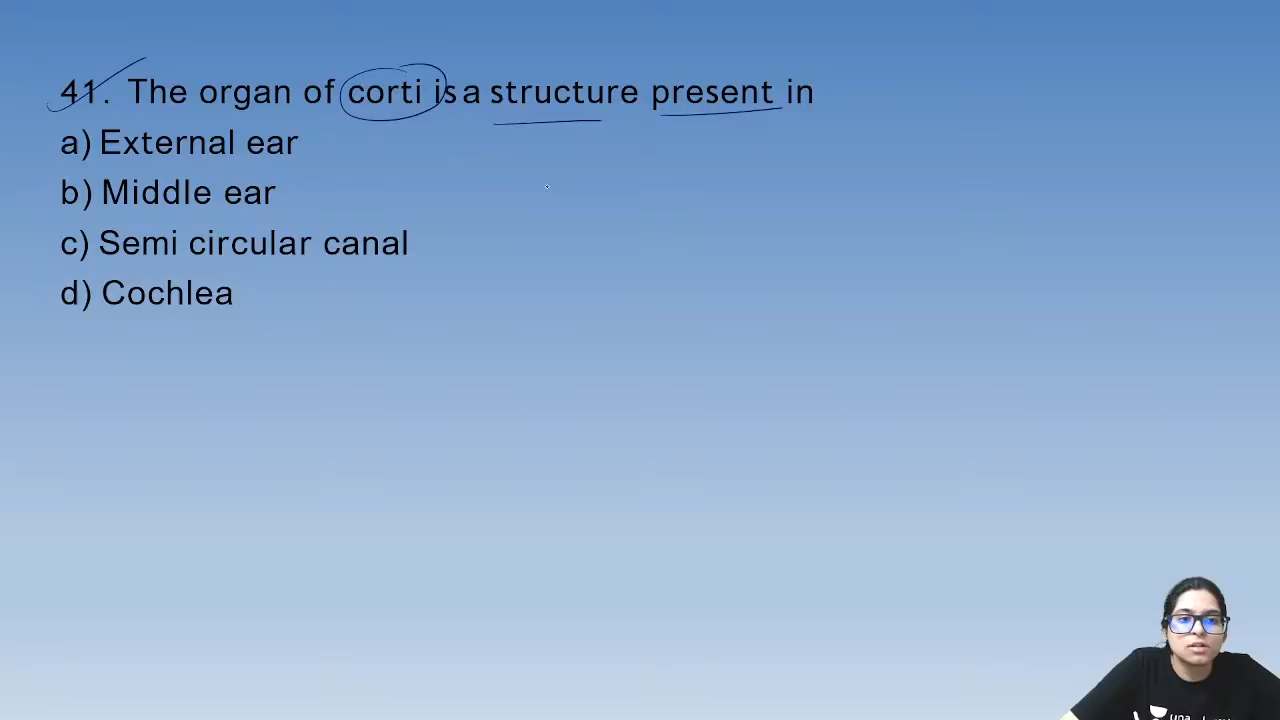 41. The organ of corti is a structure present in
a) External ear
b) Middle ear
c) Semi circular canal
d) Cochlea